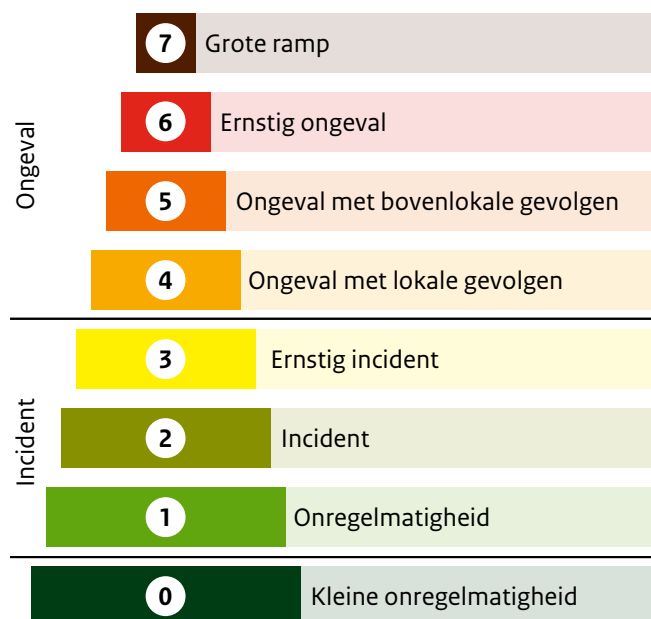 Ongeval
7 Grote ramp
6 Ernstig ongeval
5 Ongeval met bovenlokale gevolgen
4 Ongeval met lokale gevolgen
Incident
3 Ernstig incident
2 Incident
1 Onregelmatigheid
0 Kleine onregelmatigheid